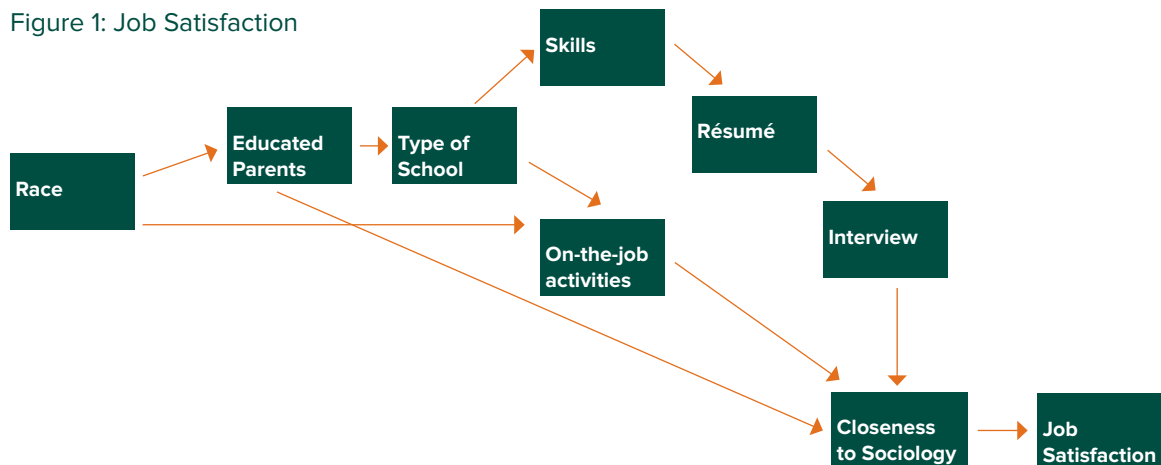 Figure 1: Job Satisfaction
Skills
Résumé
Educated
Parents
Type of
School
Race
Interview
On-the-job
activities
Closeness
to Sociology
Job
Satisfaction